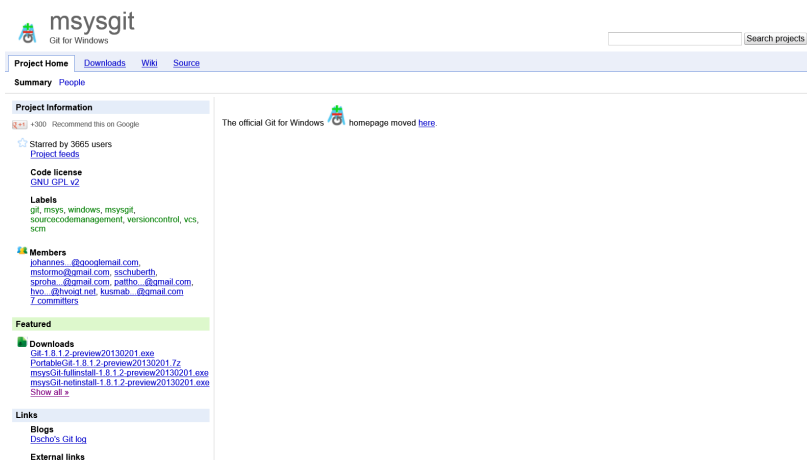 msysgit
Git for Windows
Search projects
Project Home Downloads Wiki Source
Summary People
Project Information
+300 Recommend this on Google
Starred by 3665 users
Project feeds
Code license
GNU GPL v2
Labels
git, msys, windows, msysgit,
sourcecodemanagement, versioncontrol, vcs,
scm
Members
johannes...@googlemail.com,
mstormo@gmail.com, sschuberth,
sproha...@gmail.com, pattho...@gmail.com,
hvo...@hvoigt.net, kusmab...@gmail.com
7 committers
Featured
Downloads
Git-1.8.1.2-preview20130201.exe
PortableGit-1.8.1.2-preview20130201.7z
msysGit-fullinstall-1.8.1.2-preview20130201.exe
msysGit-netinstall-1.8.1.2-preview20130201.exe
Show all »
Links
Blogs
Dscho's Git log
External links
The official Git for Windows homepage moved here.